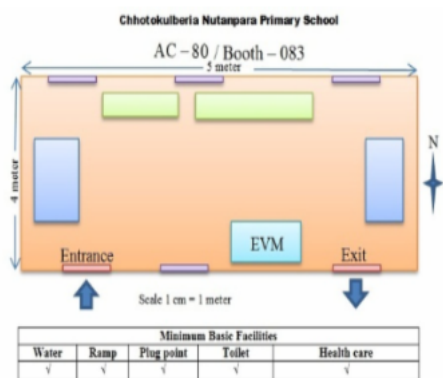 Chhotokulberia Nutanpara Primary School
AC – 80 / Booth – 083
5 meter
4 meter
N
EVM
Entrance
Exit
Scale 1 cm = 1 meter
Minimum Basic Facilities
Water Ramp Plug point Toilet Health care
√ √ √ √ √